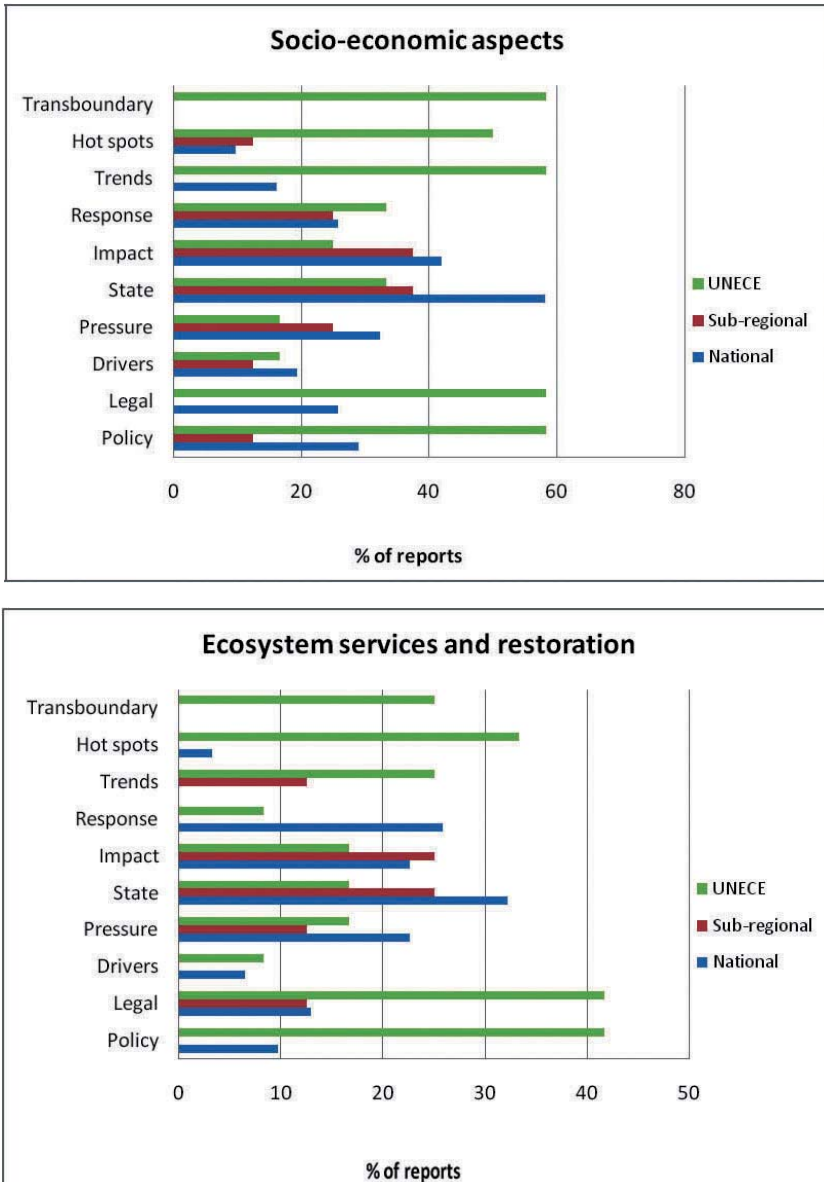 Socio-economic aspects
Transboundary
Hot spots
Trends
Response
Impact
State
Pressure
Drivers
Legal
Policy
UNECE
Sub-regional
National
0 20 40 60 80
% of reports
Ecosystem services and restoration
Transboundary
Hot spots
Trends
Response
Impact
State
Pressure
Drivers
Legal
Policy
UNECE
Sub-regional
National
0 10 20 30 40 50
% of reports